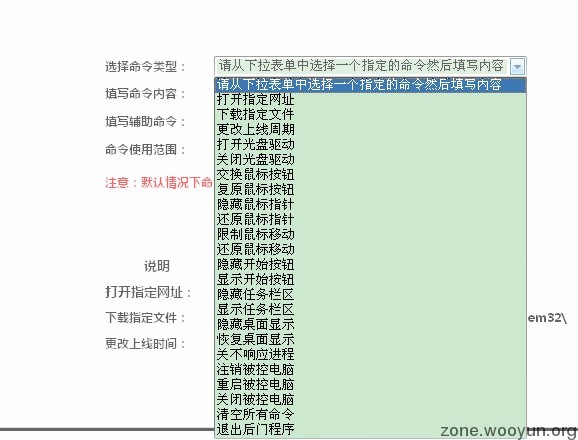 选择命令类型：
请从下拉表单中选择一个指定的命令然后填写内容
填写命令内容：
填写辅助命令：
命令使用范围：
注意：默认情况下命
请从下拉表单中选择一个指定的命令然后填写内容
打开指定网址
下载指定文件
更改上线周期
打开光盘驱动
关闭光盘驱动
交换鼠标按钮
复原鼠标按钮
隐藏鼠标指针
还原鼠标指针
限制鼠标移动
还原鼠标移动
隐藏开始按钮
显示开始按钮
隐藏任务栏区
显示任务栏区
隐藏桌面显示
恢复桌面显示
关不响应进程
注销被控电脑
重启被控电脑
关闭被控电脑
清空所有命令
退出后门程序
说明
打开指定网址：
下载指定文件：
em32\
更改上线时间：
zone.wooyun.org